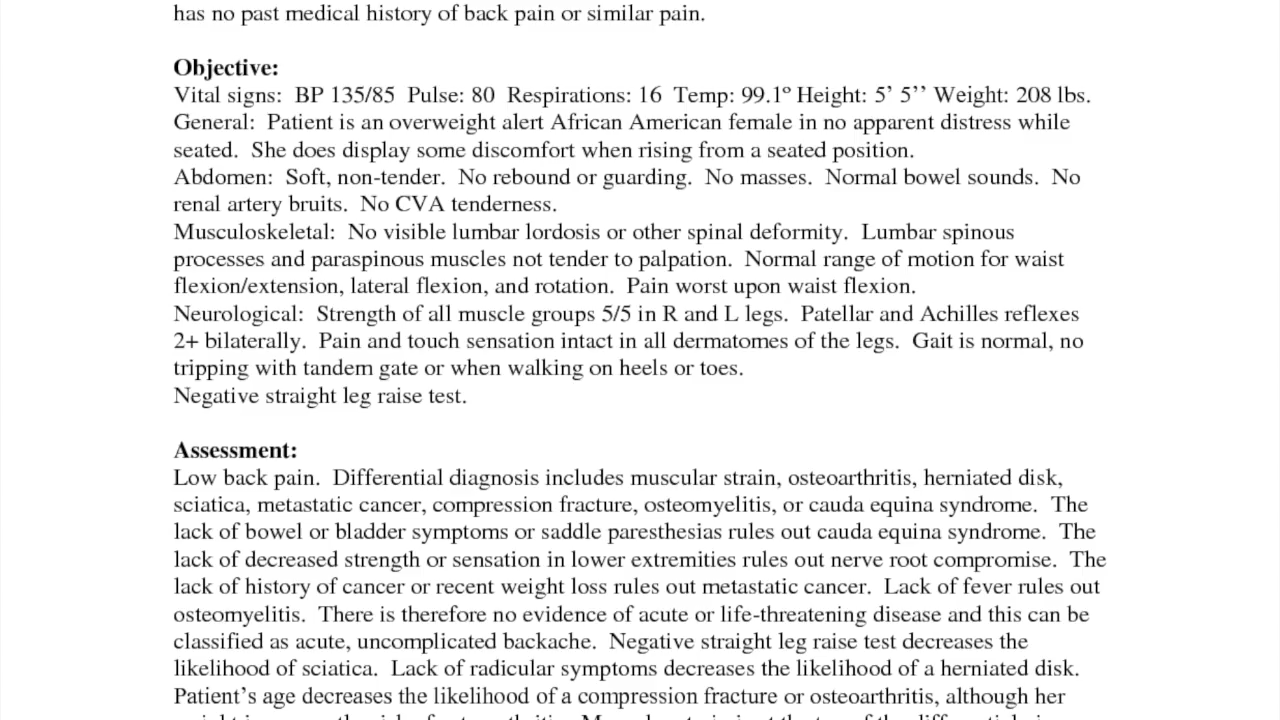 has no past medical history of back pain or similar pain.
Objective:
Vital signs:  BP 135/85  Pulse: 80  Respirations: 16  Temp: 99.1º Height: 5’ 5’’ Weight: 208 lbs.
General:  Patient is an overweight alert African American female in no apparent distress while
seated.  She does display some discomfort when rising from a seated position.
Abdomen:  Soft, non-tender.  No rebound or guarding.  No masses.  Normal bowel sounds.  No
renal artery bruits.  No CVA tenderness.
Musculoskeletal:  No visible lumbar lordosis or other spinal deformity.  Lumbar spinous
processes and paraspinous muscles not tender to palpation.  Normal range of motion for waist
flexion/extension, lateral flexion, and rotation.  Pain worst upon waist flexion.
Neurological:  Strength of all muscle groups 5/5 in R and L legs.  Patellar and Achilles reflexes
2+ bilaterally.  Pain and touch sensation intact in all dermatomes of the legs.  Gait is normal, no
tripping with tandem gate or when walking on heels or toes.
Negative straight leg raise test.
Assessment:
Low back pain.  Differential diagnosis includes muscular strain, osteoarthritis, herniated disk,
sciatica, metastatic cancer, compression fracture, osteomyelitis, or cauda equina syndrome.  The
lack of bowel or bladder symptoms or saddle paresthesias rules out cauda equina syndrome.  The
lack of decreased strength or sensation in lower extremities rules out nerve root compromise.  The
lack of history of cancer or recent weight loss rules out metastatic cancer.  Lack of fever rules out
osteomyelitis.  There is therefore no evidence of acute or life-threatening disease and this can be
classified as acute, uncomplicated backache.  Negative straight leg raise test decreases the
likelihood of sciatica.  Lack of radicular symptoms decreases the likelihood of a herniated disk.
Patient’s age decreases the likelihood of a compression fracture or osteoarthritis, although her